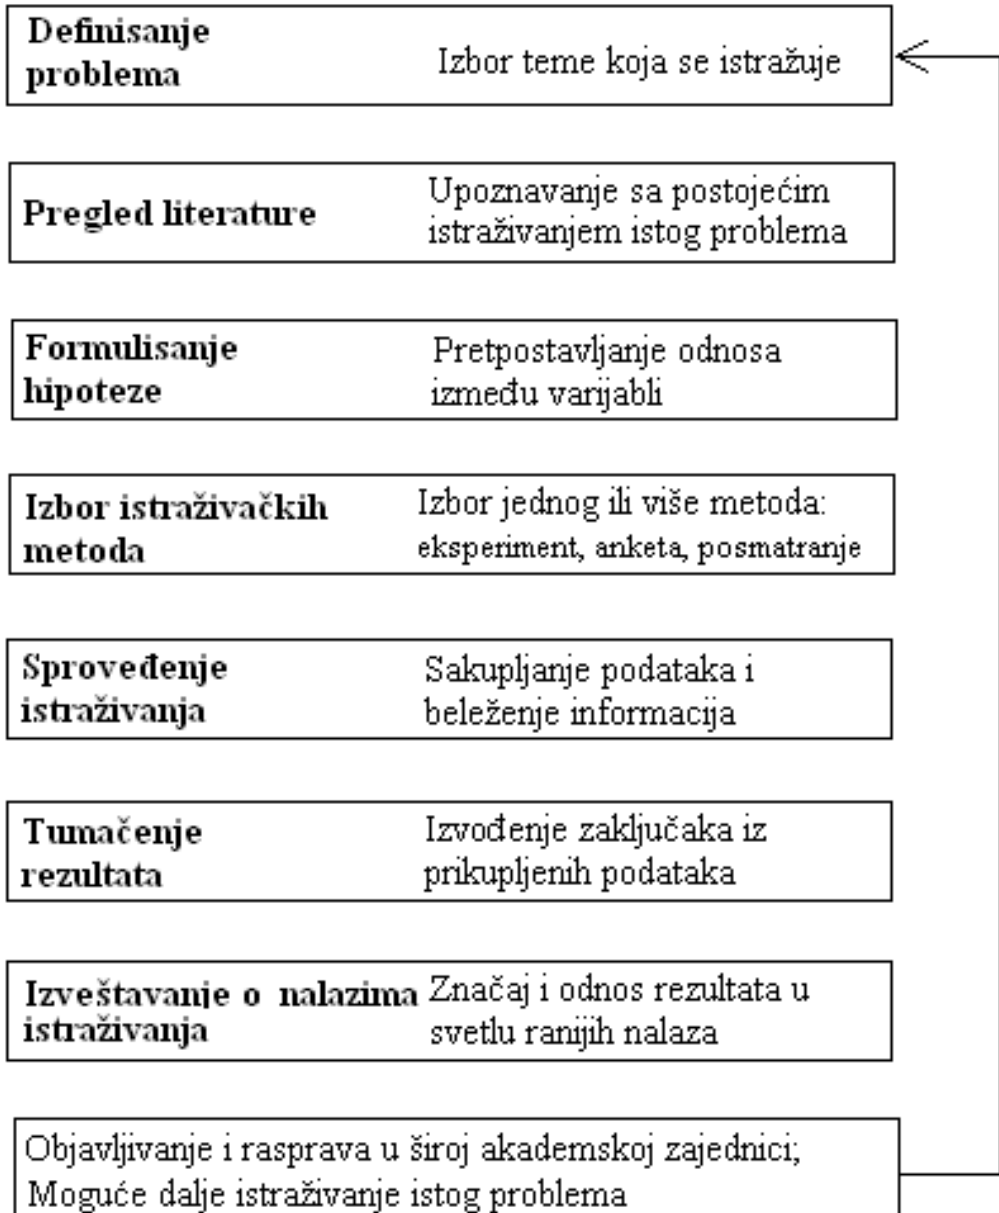 Definisanje
problema
Izbor teme koja se istražuje
Pregled literature
Upoznavanje sa postojećim
istraživanjem istog problema
Formulisanje
hipoteze
Pretpostavljanje odnosa
između varijabli
Izbor istraživačkih
metoda
Izbor jednog ili više metoda:
eksperiment, anketa, posmatranje
Sprovođenje
istraživanja
Sakupljanje podataka i
beleženje informacija
Tumačenje
rezultata
Izvođenje zaključaka iz
prikupljenih podataka
Izveštavanje o nalazima
istraživanja
Značaj i odnos rezultata u
svetlu ranijih nalaza
Objavljivanje i rasprava u široj akademskoj zajednici;
Moguće dalje istraživanje istog problema